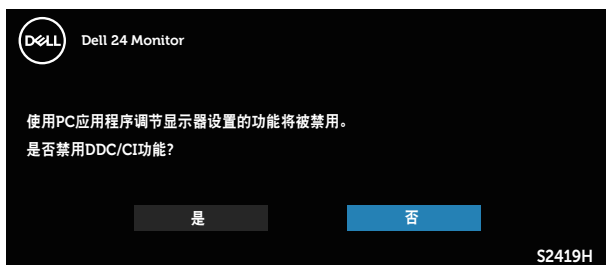 DELL
Dell 24 Monitor
使用PC应用程序调节显示器设置的功能将被禁用。
是否禁用DDC/CI功能?
是
否
S2419H